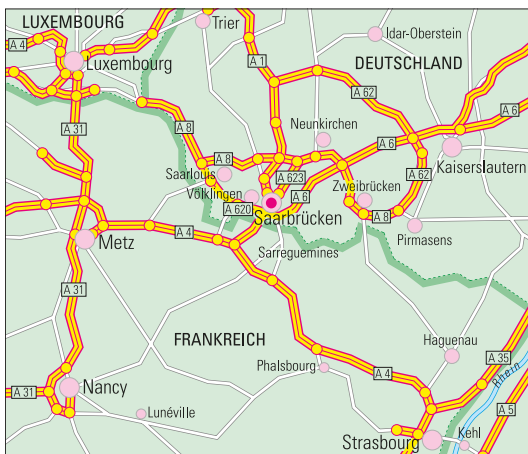 LUXEMBOURG
Trier
Idar-Oberstein
A 4
Luxembourg
A 1
DEUTSCHLAND
A 62
A 31
A 8
Neunkirchen
A 6
A 6
A 8
Kaiserslautern
Saarlouis
A 623
A 62
Völklingen
A 6
Zweibrücken
A 620
Saarbrücken
A 8
Pirmasens
A 4
Metz
Sarreguemines
A 31
FRANKREICH
Haguenau
A 35
Phalsbourg
A 4
Rhein
A 31
Nancy
A 5
Lunéville
Strasbourg
Kehl